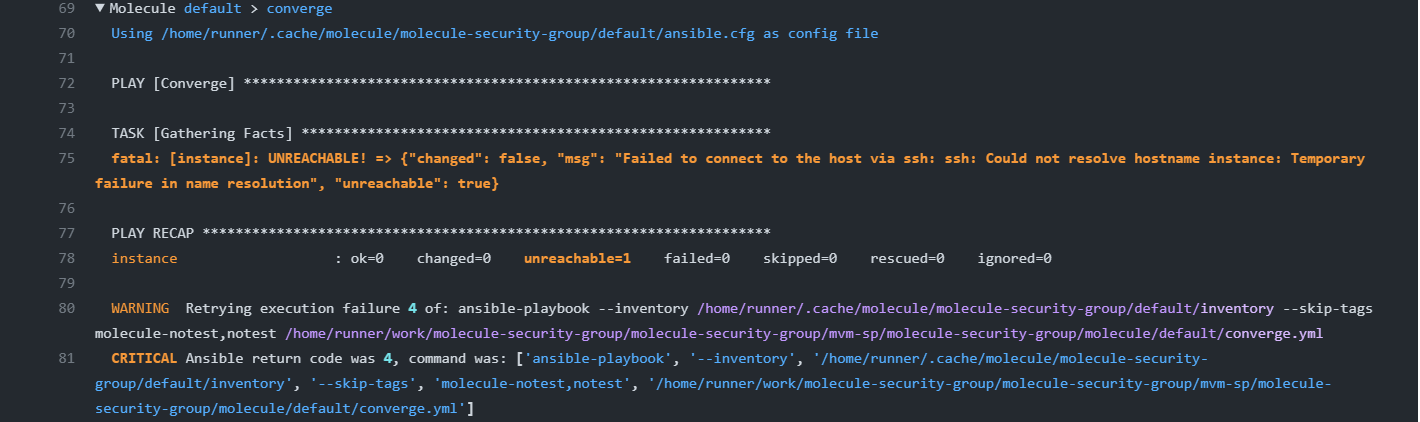 69 ▼ Molecule default > converge
70 Using /home/runner/.cache/molecule/molecule-security-group/default/ansible.cfg as config file
71
72 PLAY [Converge] ****************************************************************
73
74 TASK [Gathering Facts] *********************************************************
75 fatal: [instance]: UNREACHABLE! => {"changed": false, "msg": "Failed to connect to the host via ssh: ssh: Could not resolve hostname instance: Temporary
failure in name resolution", "unreachable": true}
76
77 PLAY RECAP *********************************************************************
78 instance : ok=0 changed=0 unreachable=1 failed=0 skipped=0 rescued=0 ignored=0
79
80 WARNING Retrying execution failure 4 of: ansible-playbook --inventory /home/runner/.cache/molecule/molecule-security-group/default/inventory --skip-tags
molecule-notest,notest /home/runner/work/molecule-security-group/molecule-security-group/mvm-sp/molecule-security-group/molecule/default/converge.yml
81 CRITICAL Ansible return code was 4, command was: ['ansible-playbook', '--inventory', '/home/runner/.cache/molecule/molecule-security-
group/default/inventory', '--skip-tags', 'molecule-notest,notest', '/home/runner/work/molecule-security-group/molecule-security-group/mvm-sp/molecule-
security-group/molecule/default/converge.yml']